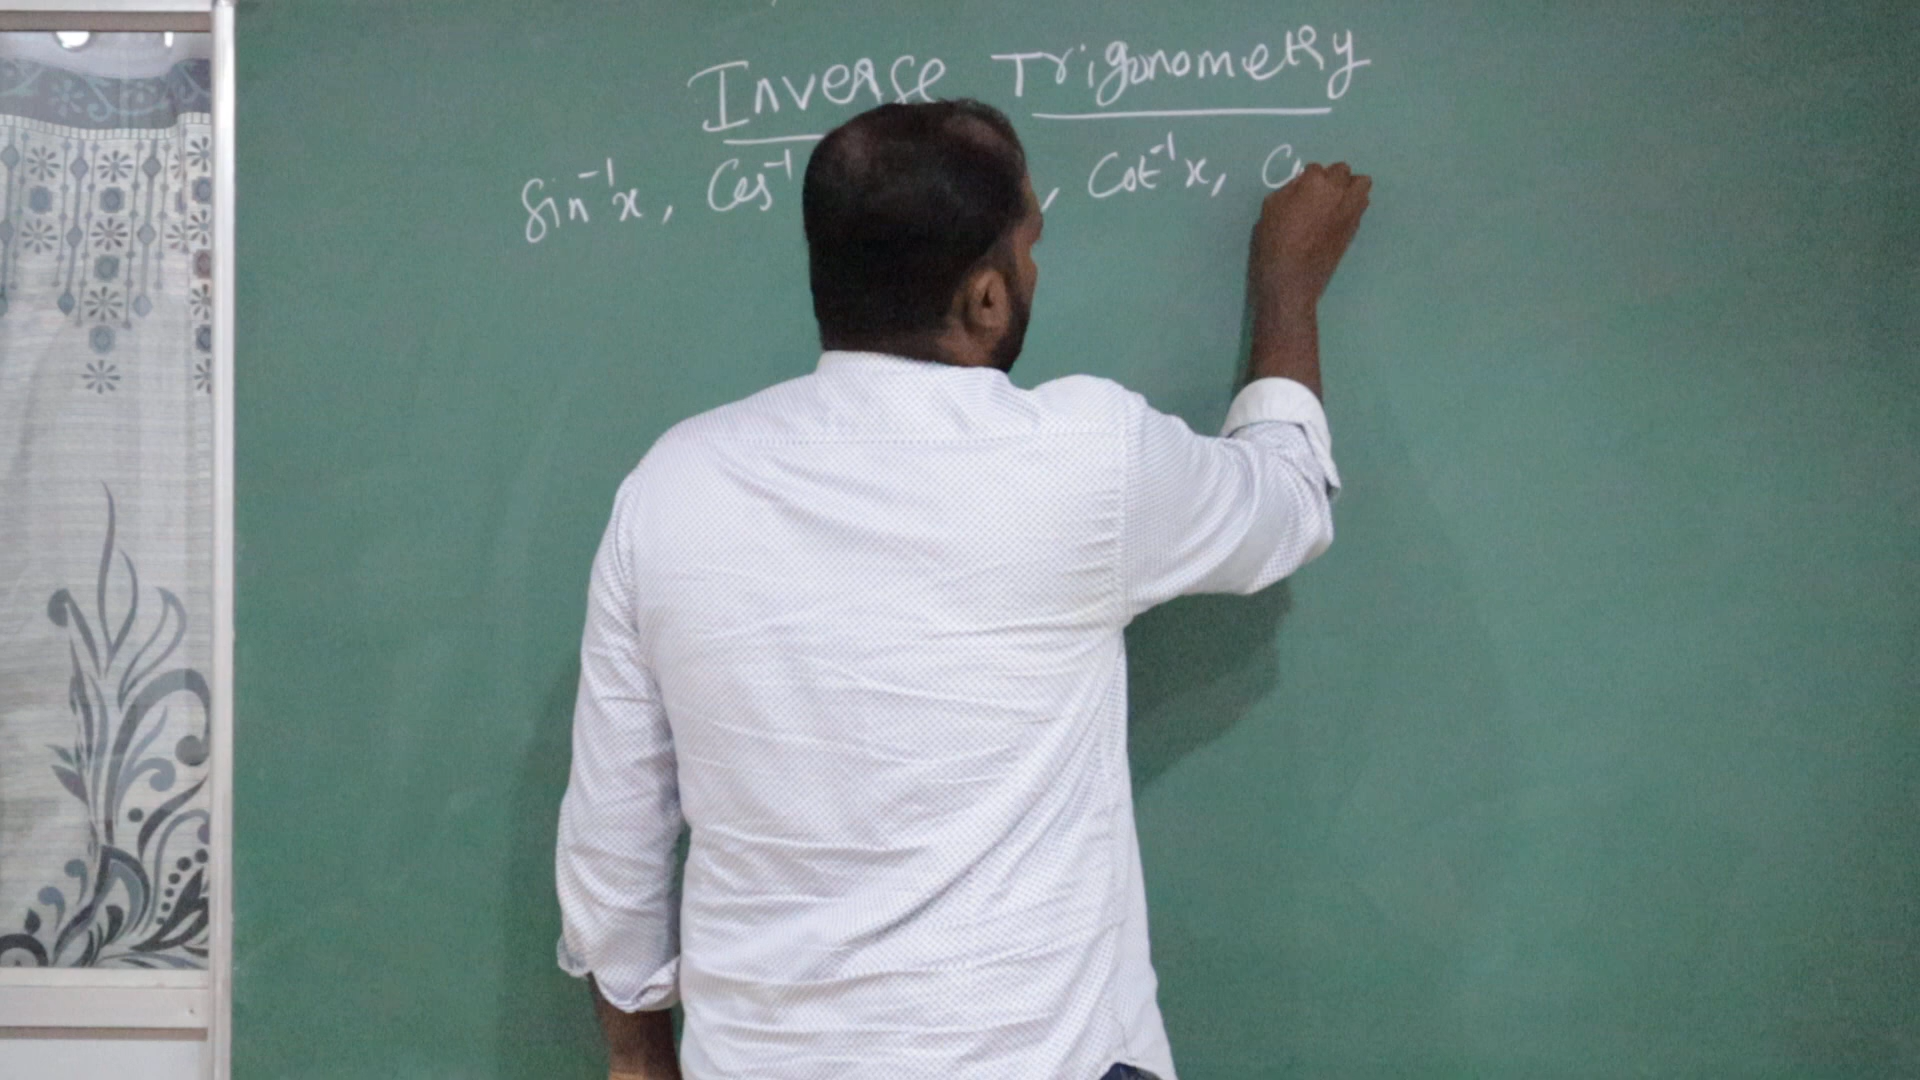 Inverse Trigonometry
Sin⁻¹x, Cos⁻¹ , Cot⁻¹x, C